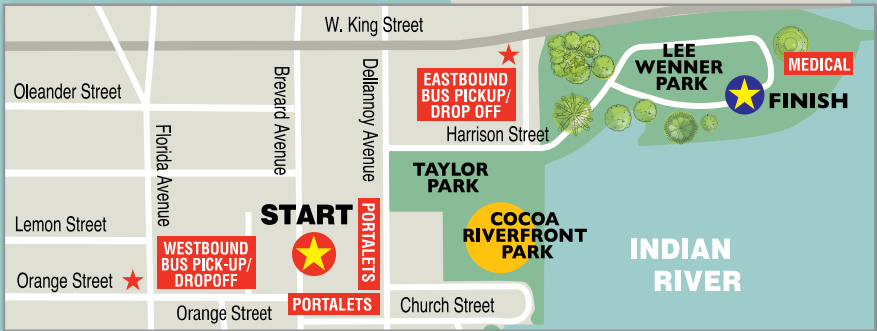 W. King Street
LEE
WENNER
PARK
MEDICAL
EASTBOUND
BUS PICKUP/
DROP OFF
Oleander Street
Brevard Avenue
Dellannoy Avenue
FINISH
Florida Avenue
Harrison Street
TAYLOR
PARK
START
PORTALETS
COCOA
RIVERFRONT
PARK
Lemon Street
WESTBOUND
BUS PICK-UP/
DROPOFF
INDIAN
RIVER
Orange Street
PORTALETS
Church Street
Orange Street